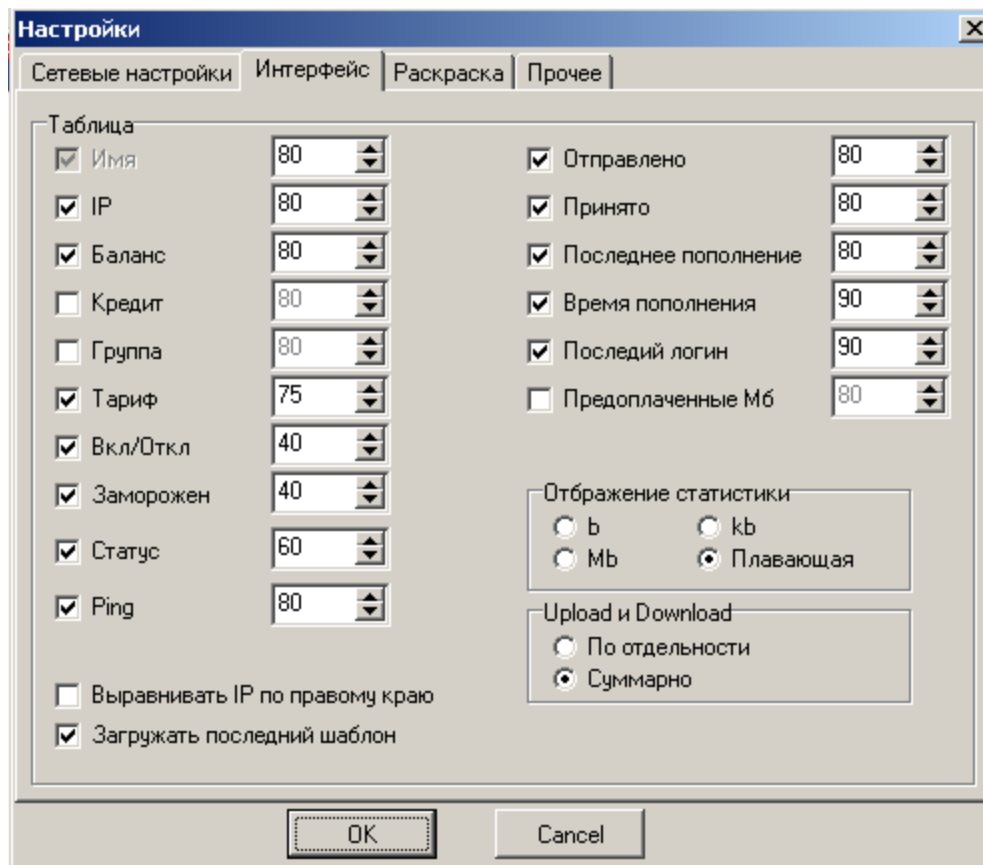 Настройки
Сетевые настройки Интерфейс Раскраска Прочее
Таблица
Имя 80
IP 80
Баланс 80
Кредит 80
Группа 80
Тариф 75
Вкл/Откл 40
Заморожен 40
Статус 60
Ping 80
Выравнивать IP по правому краю
Загружать последний шаблон
Отправлено 80
Принято 80
Последнее пополнение 80
Время пополнения 90
Последий логин 90
Предоплаченные Мб 80
Отбражение статистики
b kb
Mb Плавающая
Upload и Download
По отдельности
Суммарно
OK Cancel